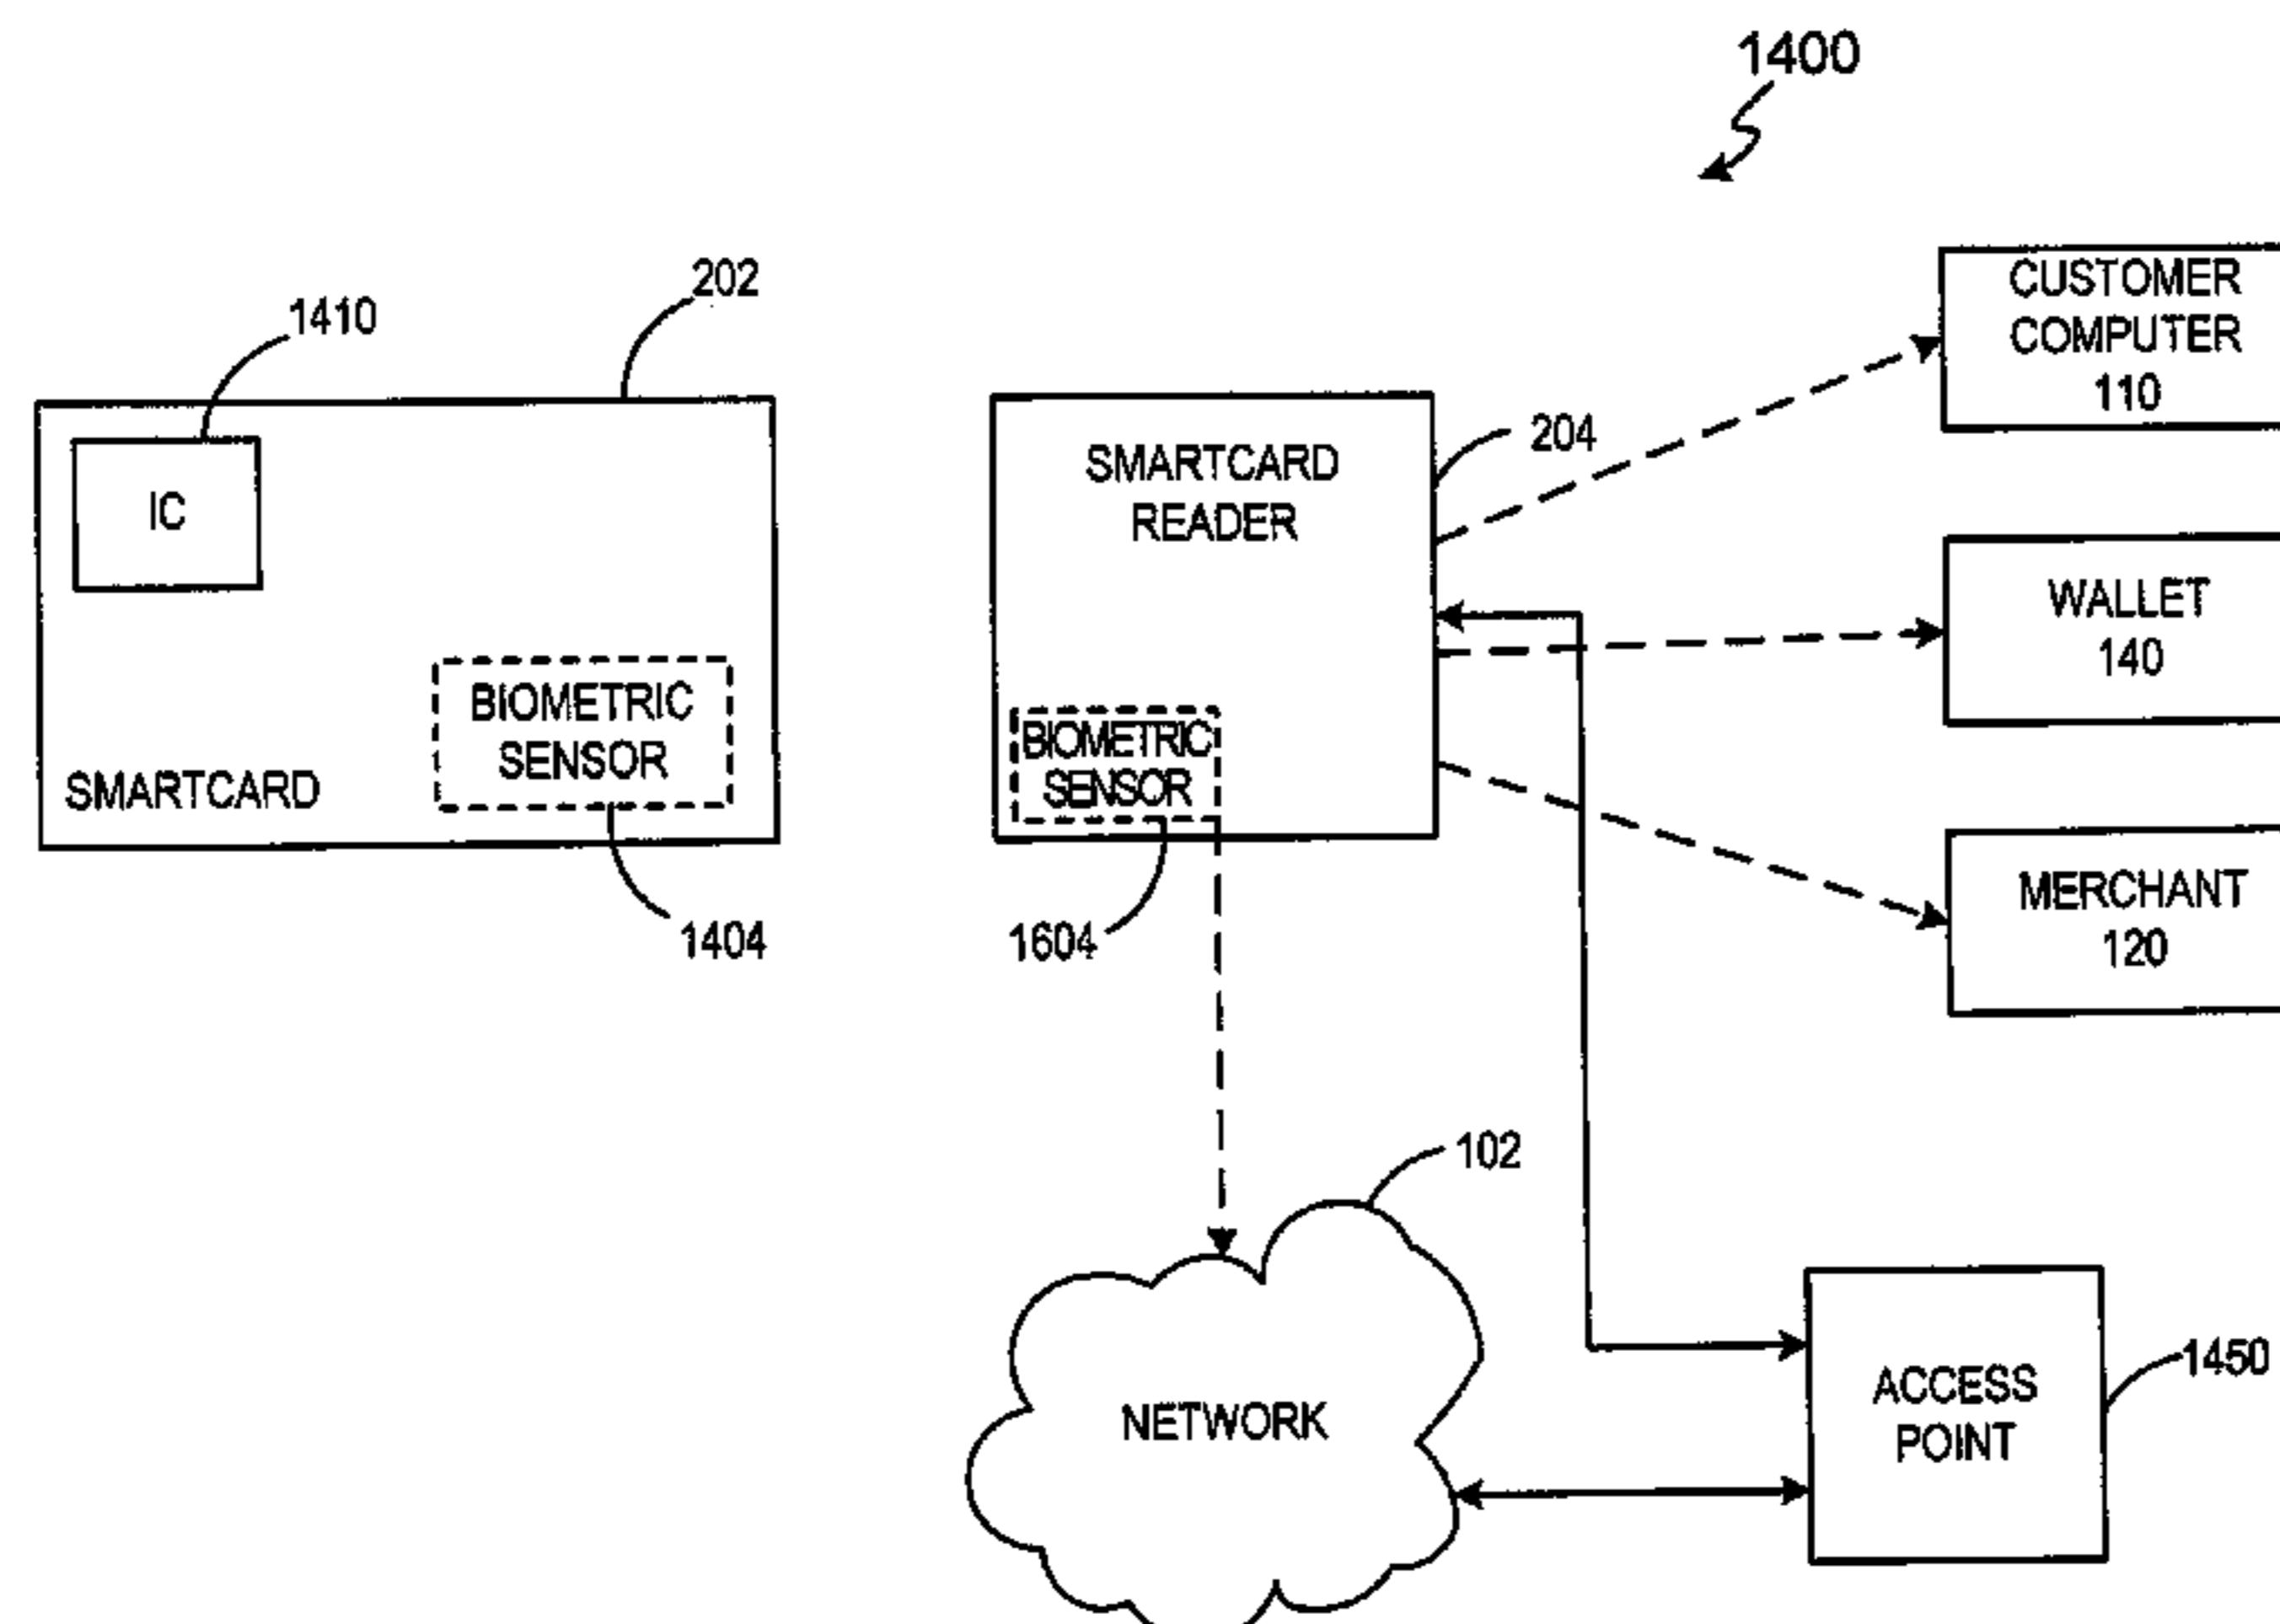 1400
202
1410
IC
SMARTCARD
BIOMETRIC
SENSOR
1404
SMARTCARD
READER
204
BIOMETRIC
SENSOR
1604
CUSTOMER
COMPUTER
110
WALLET
140
MERCHANT
120
102
NETWORK
ACCESS
POINT
1450